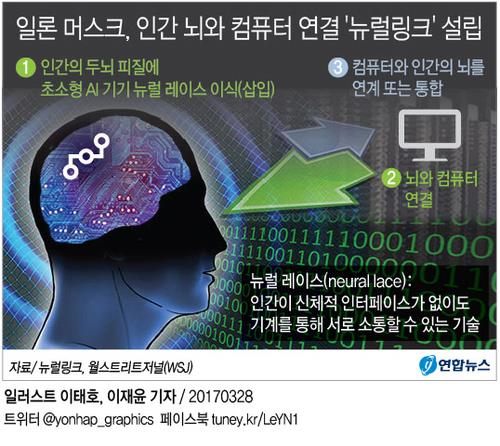 일론 머스크, 인간 뇌와 컴퓨터 연결 '뉴럴링크' 설립
1 인간의 두뇌 피질에
초소형 AI 기기 뉴럴 레이스 이식(삽입)
3 컴퓨터와 인간의 뇌를
연계 또는 통합
2 뇌와 컴퓨터
연결
뉴럴 레이스(neural lace):
인간이 신체적 인터페이스가 없이도
기계를 통해 서로 소통할 수 있는 기술
자료/ 뉴럴링크, 월스트리트저널(WSJ)
연합뉴스
일러스트 이태호, 이재윤 기자 / 20170328
트위터 @yonhap_graphics 페이스북 tuney.kr/LeYN1